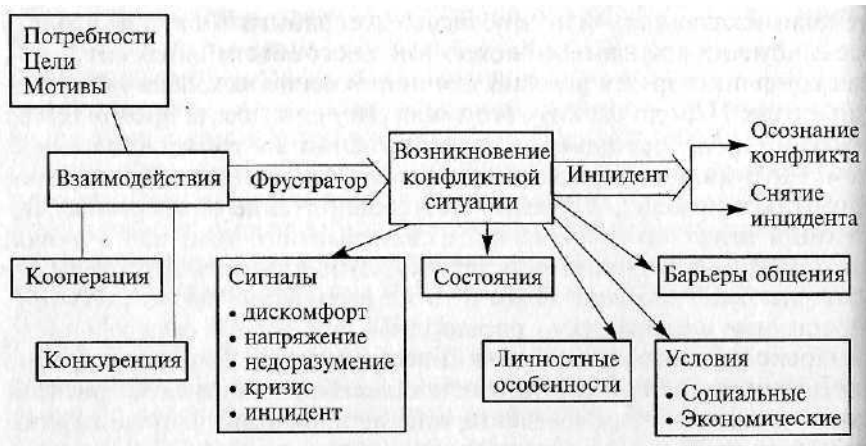 Потребности
Цели
Мотивы
Взаимодействия
Фрустратор
Возникновение
конфликтной
ситуации
Инцидент
Осознание
конфликта
Снятие
инцидента
Кооперация
Конкуренция
Сигналы
• дискомфорт
• напряжение
• недоразумение
• кризис
• инцидент
Состояния
Барьеры общения
Личностные
особенности
Условия
• Социальные
• Экономические